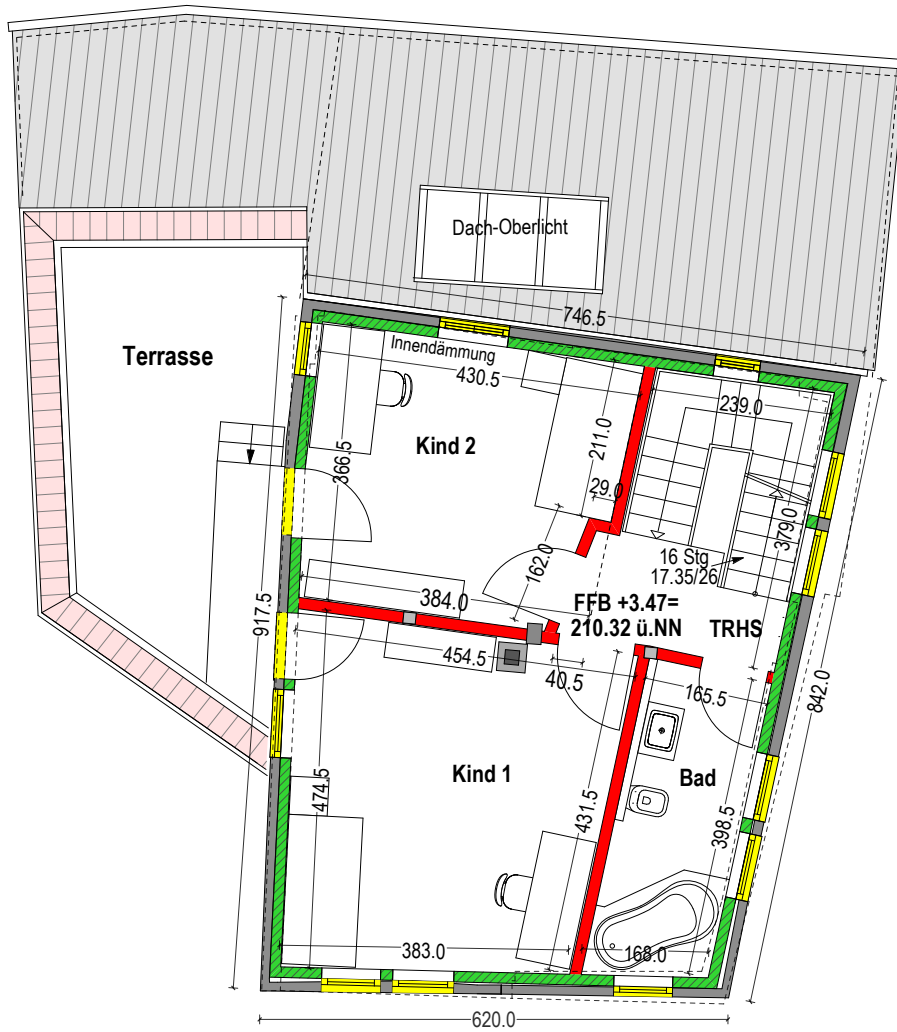 Dach-Oberlicht
746.5
Terrasse
Innendämmung
430.5
239.0
Kind 2
211.0
366.5
29.0
379.0
16 Stg
17.35/26
162.0
384.0
FFB +3.47=
210.32 ü.NN
TRHS
917.5
454.5
40.5
165.5
842.0
Kind 1
Bad
474.5
431.5
398.5
383.0
168.0
620.0